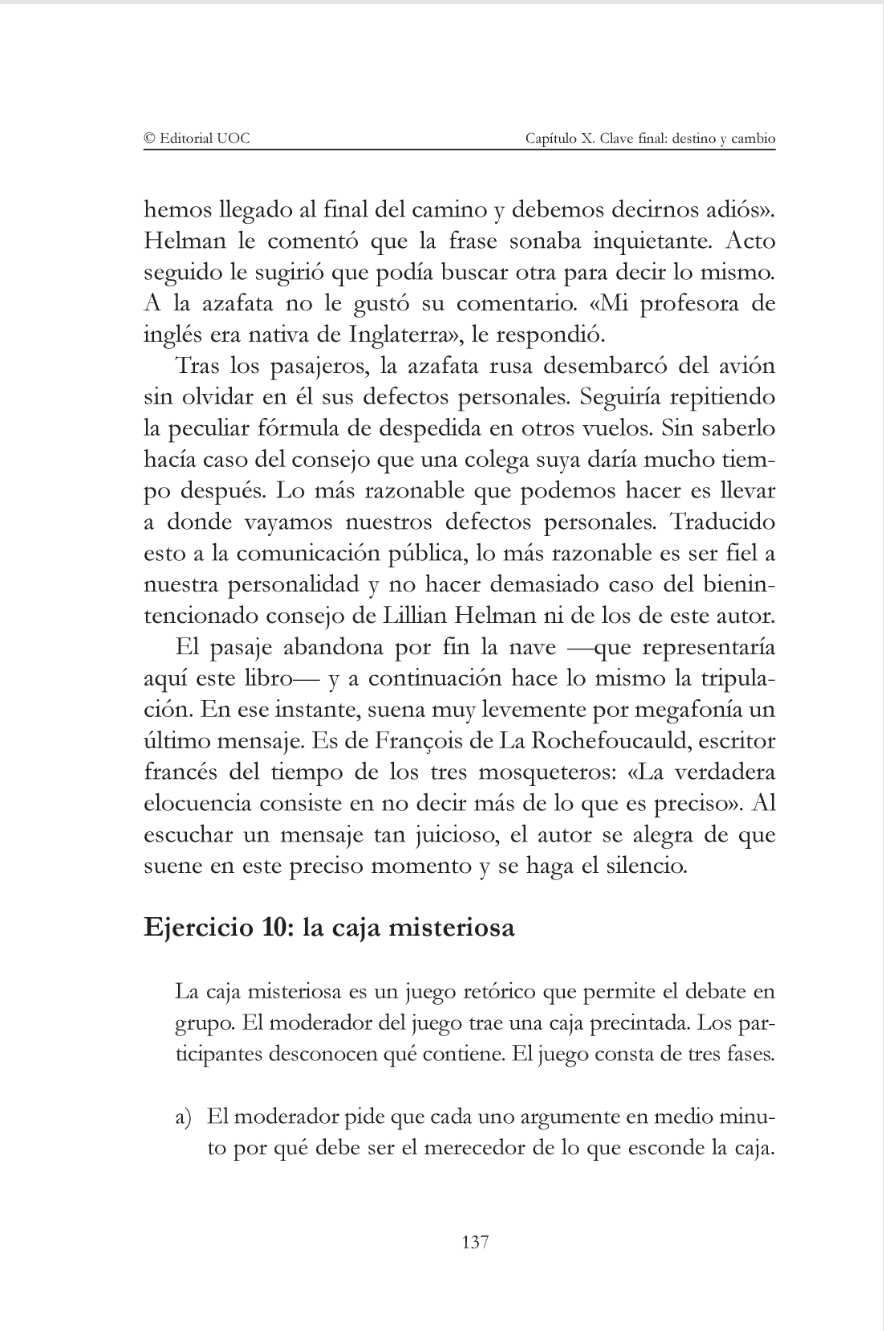 © Editorial UOC
Capítulo X. Clave final: destino y cambio
hemos llegado al final del camino y debemos decirnos adiós».
Helman le comentó que la frase sonaba inquietante. Acto
seguido le sugirió que podía buscar otra para decir lo mismo.
A la azafata no le gustó su comentario. «Mi profesora de
inglés era nativa de Inglaterra», le respondió.
Tras los pasajeros, la azafata rusa desembarcó del avión
sin olvidar en él sus defectos personales. Seguiría repitiendo
la peculiar fórmula de despedida en otros vuelos. Sin saberlo
hacía caso del consejo que una colega suya daría mucho tiem-
po después. Lo más razonable que podemos hacer es llevar
a donde vayamos nuestros defectos personales. Traducido
esto a la comunicación pública, lo más razonable es ser fiel a
nuestra personalidad y no hacer demasiado caso del bienin-
tencionado consejo de Lillian Helman ni de los de este autor.
El pasaje abandona por fin la nave —que representaría
aquí este libro— y a continuación hace lo mismo la tripula-
ción. En ese instante, suena muy levemente por megafonía un
último mensaje. Es de François de La Rochefoucauld, escritor
francés del tiempo de los tres mosqueteros: «La verdadera
elocuencia consiste en no decir más de lo que es preciso». Al
escuchar un mensaje tan juicioso, el autor se alegra de que
suene en este preciso momento y se haga el silencio.
Ejercicio 10: la caja misteriosa
La caja misteriosa es un juego retórico que permite el debate en
grupo. El moderador del juego trae una caja precintada. Los par-
ticipantes desconocen qué contiene. El juego consta de tres fases.
a) El moderador pide que cada uno argumente en medio minu-
to por qué debe ser el merecedor de lo que esconde la caja.
137